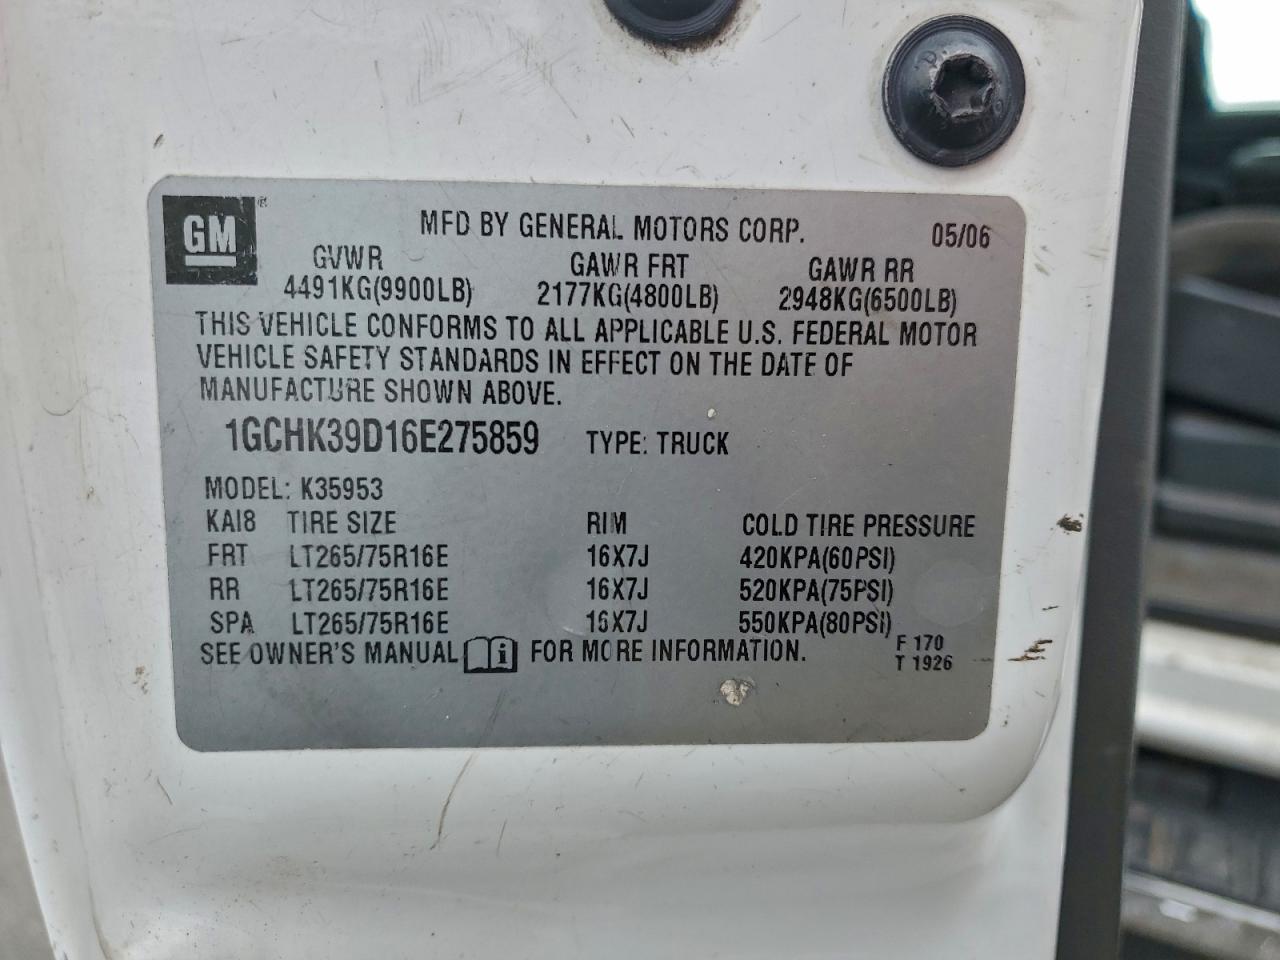 GM®
MFD BY GENERAL MOTORS CORP. 05/06
GVWR GAWR FRT GAWR RR
4491KG(9900LB) 2177KG(4800LB) 2948KG(6500LB)
THIS VEHICLE CONFORMS TO ALL APPLICABLE U.S. FEDERAL MOTOR
VEHICLE SAFETY STANDARDS IN EFFECT ON THE DATE OF
MANUFACTURE SHOWN ABOVE.
1GCHK39D16E275859 TYPE: TRUCK
MODEL: K35953
KAI8 TIRE SIZE RIM COLD TIRE PRESSURE
FRT LT265/75R16E 16X7J 420KPA(60PSI)
RR LT265/75R16E 16X7J 520KPA(75PSI)
SPA LT265/75R16E 16X7J 550KPA(80PSI)
SEE OWNER'S MANUAL i FOR MORE INFORMATION. F 170
T 1926